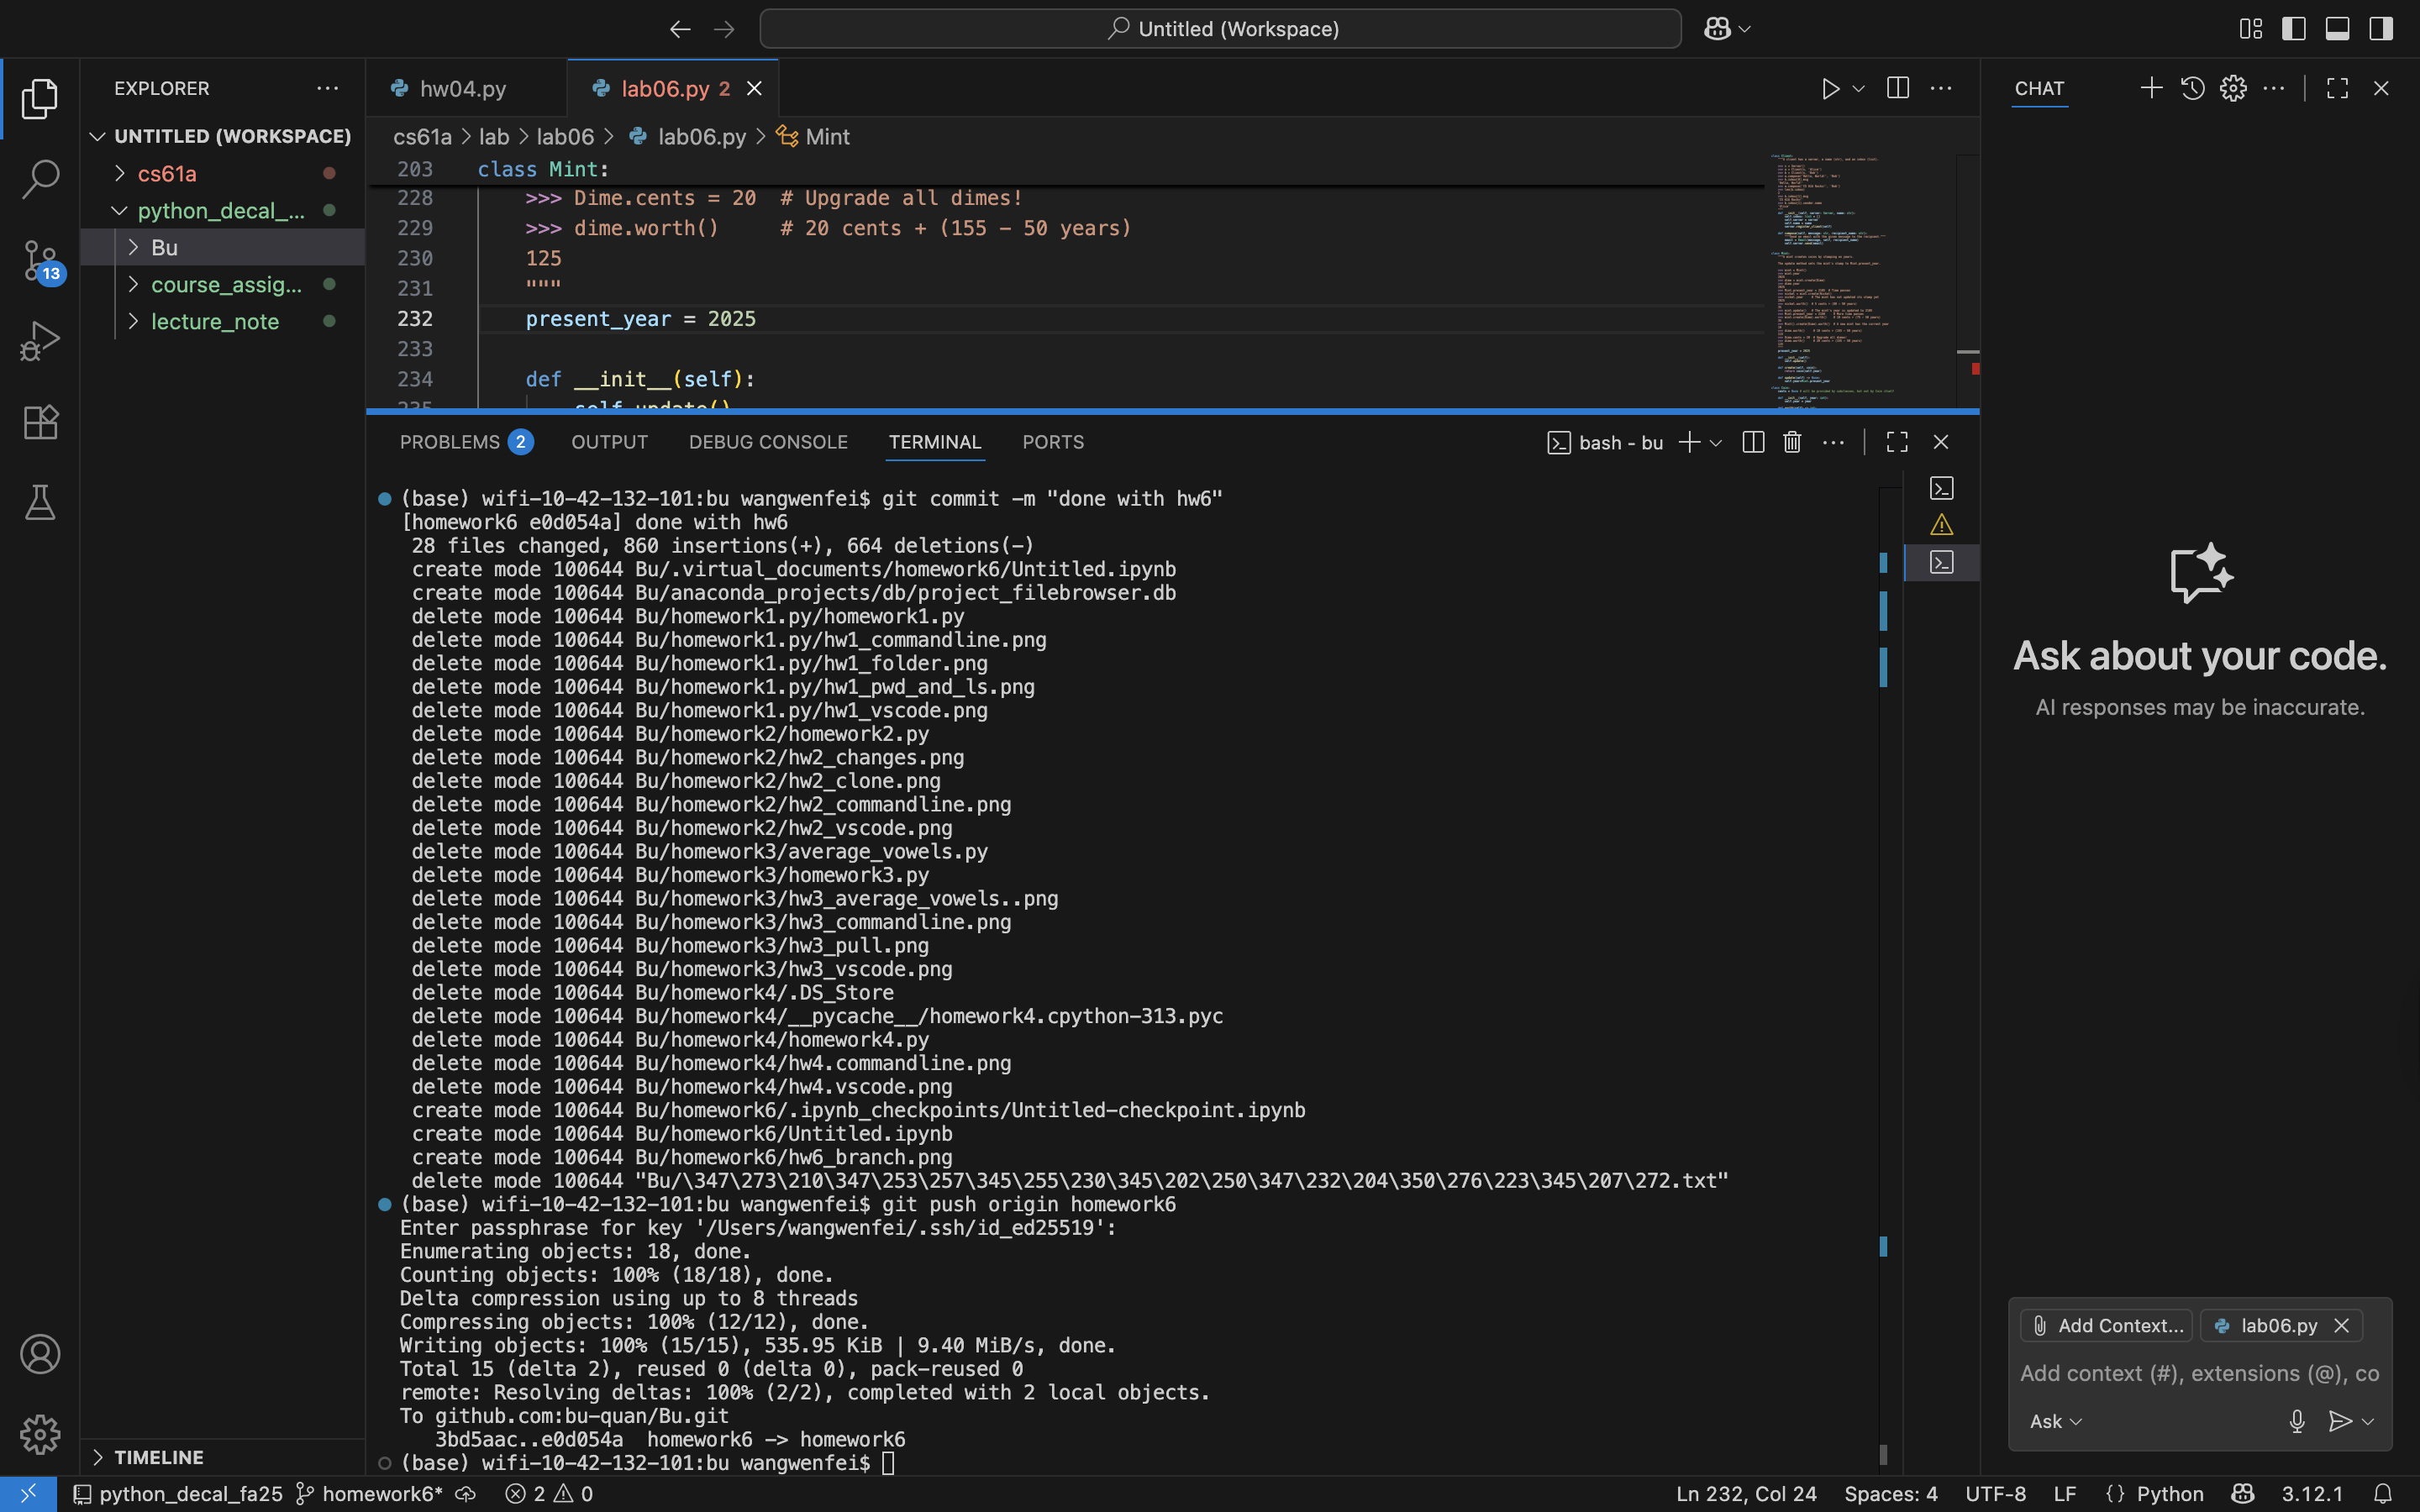 Untitled (Workspace)
EXPLORER
UNTITLED (WORKSPACE)
cs61a
python_decal_...
Bu
course_assig...
lecture_note
13
TIMELINE
hw04.py
lab06.py 2
cs61a > lab > lab06 > lab06.py > Mint
203 class Mint:
228 >>> Dime.cents = 20  # Upgrade all dimes!
229 >>> dime.worth()     # 20 cents + (155 - 50 years)
230 125
231 """
232 present_year = 2025
233
234 def __init__(self):
235 self.update()
PROBLEMS 2 OUTPUT DEBUG CONSOLE TERMINAL PORTS
bash - bu
(base) wifi-10-42-132-101:bu wangwenfei$ git commit -m "done with hw6"
[homework6 e0d054a] done with hw6
28 files changed, 860 insertions(+), 664 deletions(-)
create mode 100644 Bu/.virtual_documents/homework6/Untitled.ipynb
create mode 100644 Bu/anaconda_projects/db/project_filebrowser.db
delete mode 100644 Bu/homework1.py/homework1.py
delete mode 100644 Bu/homework1.py/hw1_commandline.png
delete mode 100644 Bu/homework1.py/hw1_folder.png
delete mode 100644 Bu/homework1.py/hw1_pwd_and_ls.png
delete mode 100644 Bu/homework1.py/hw1_vscode.png
delete mode 100644 Bu/homework2/homework2.py
delete mode 100644 Bu/homework2/hw2_changes.png
delete mode 100644 Bu/homework2/hw2_clone.png
delete mode 100644 Bu/homework2/hw2_commandline.png
delete mode 100644 Bu/homework2/hw2_vscode.png
delete mode 100644 Bu/homework3/average_vowels.py
delete mode 100644 Bu/homework3/homework3.py
delete mode 100644 Bu/homework3/hw3_average_vowels..png
delete mode 100644 Bu/homework3/hw3_commandline.png
delete mode 100644 Bu/homework3/hw3_pull.png
delete mode 100644 Bu/homework3/hw3_vscode.png
delete mode 100644 Bu/homework4/.DS_Store
delete mode 100644 Bu/homework4/__pycache__/homework4.cpython-313.pyc
delete mode 100644 Bu/homework4/homework4.py
delete mode 100644 Bu/homework4/hw4.commandline.png
delete mode 100644 Bu/homework4/hw4.vscode.png
create mode 100644 Bu/homework6/.ipynb_checkpoints/Untitled-checkpoint.ipynb
create mode 100644 Bu/homework6/Untitled.ipynb
create mode 100644 Bu/homework6/hw6_branch.png
delete mode 100644 "Bu/\347\273\210\347\253\257\345\255\230\345\202\250\347\232\204\350\276\223\345\207\272.txt"
(base) wifi-10-42-132-101:bu wangwenfei$ git push origin homework6
Enter passphrase for key '/Users/wangwenfei/.ssh/id_ed25519':
Enumerating objects: 18, done.
Counting objects: 100% (18/18), done.
Delta compression using up to 8 threads
Compressing objects: 100% (12/12), done.
Writing objects: 100% (15/15), 535.95 KiB | 9.40 MiB/s, done.
Total 15 (delta 2), reused 0 (delta 0), pack-reused 0
remote: Resolving deltas: 100% (2/2), completed with 2 local objects.
To github.com:bu-quan/Bu.git
3bd5aac..e0d054a  homework6 -> homework6
(base) wifi-10-42-132-101:bu wangwenfei$
CHAT
Ask about your code.
AI responses may be inaccurate.
Add Context... lab06.py
Add context (#), extensions (@), co
Ask
python_decal_fa25 homework6* 2 0 Ln 232, Col 24 Spaces: 4 UTF-8 LF {} Python 3.12.1